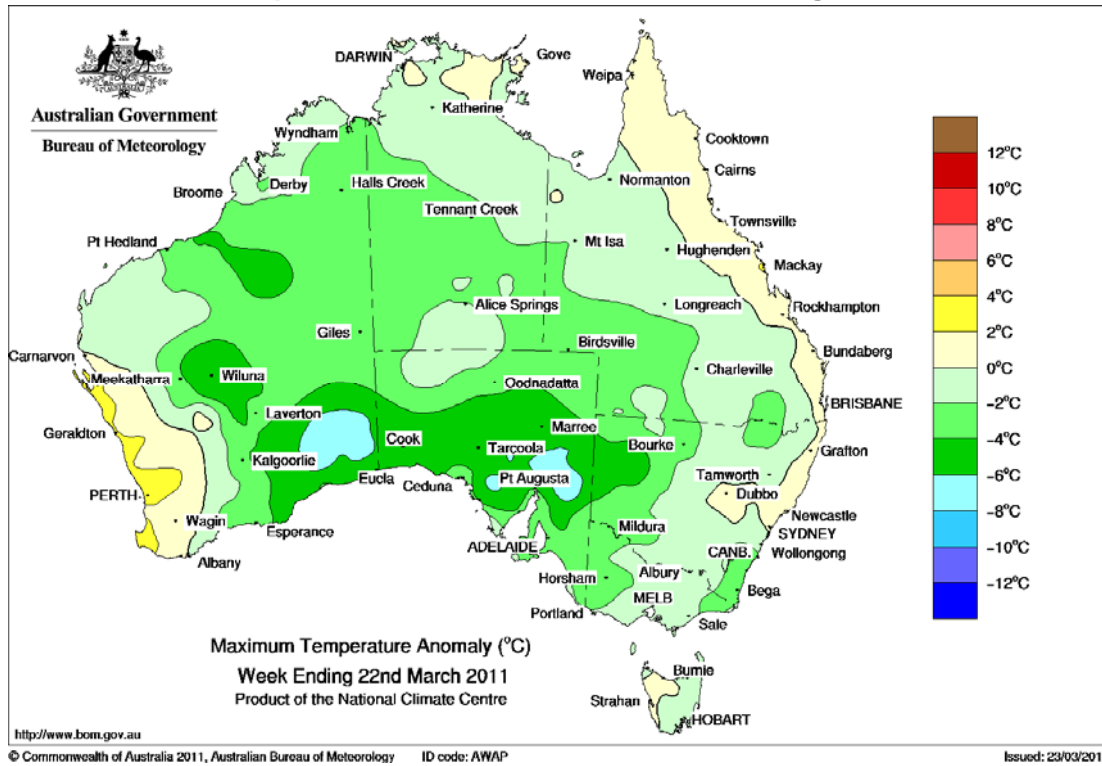 DARWIN
Gove
Weipa
Australian Government
Bureau of Meteorology
Katherine
Wyndham
Cooktown
Cairns
Broome
Derby
Halls Creek
Normanton
Tennant Creek
Townsville
Pt Hedland
Mt Isa
Hughenden
Mackay
Alice Springs
Longreach
Rockhampton
Giles
Birdsville
Carnarvon
Bundaberg
Meekatharra
Wiluna
Oodnadatta
Charleville
Laverton
BRISBANE
Geraldton
Cook
Marree
Tarcoola
Bourke
Grafton
Kalgoorlie
Eucla
Ceduna
Pt Augusta
Tamworth
PERTH
Dubbo
Wagin
Esperance
Mildura
Newcastle
SYDNEY
ADELAIDE
CANB.
Wollongong
Albany
Horsham
Albury
Bega
Portland
MELB
Sale
12°C
10°C
8°C
6°C
4°C
2°C
0°C
-2°C
-4°C
-6°C
-8°C
-10°C
-12°C
Maximum Temperature Anomaly (°C)
Week Ending 22nd March 2011
Product of the National Climate Centre
Burnie
Strahan
HOBART
http://www.bom.gov.au
© Commonwealth of Australia 2011, Australian Bureau of Meteorology ID code: AWAP Issued: 23/03/201